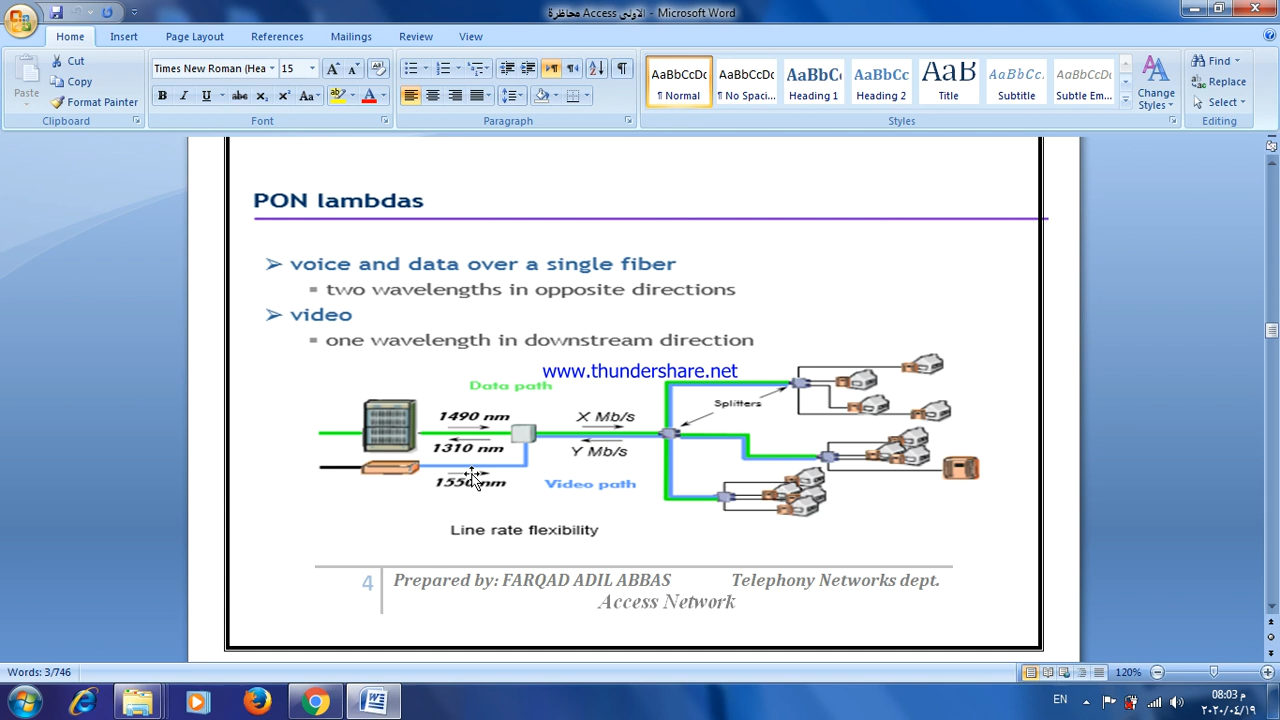 محاظرة Access الاولى - Microsoft Word
Home Insert Page Layout References Mailings Review View
Paste
Cut
Copy
Format Painter
Clipboard
Times New Roman (Hea 15
Font
Paragraph
AaBbCcDc AaBbCcDc AaBbC AaBbCc AaB AaBbCc. AaBbCcDc
¶ Normal ¶ No Spaci... Heading 1 Heading 2 Title Subtitle Subtle Em...
Change Styles
Styles
Find
Replace
Select
Editing
PON lambdas
voice and data over a single fiber
two wavelengths in opposite directions
video
one wavelength in downstream direction
www.thundershare.net
Data path
Splitters
1490 nm X Mb/s
1310 nm Y Mb/s
1550 nm Video path
Line rate flexibility
4 Prepared by: FARQAD ADIL ABBAS Telephony Networks dept.
Access Network
Words: 3/746 120%
EN
08:03 م
٢٠٢٠/٠٤/١٩